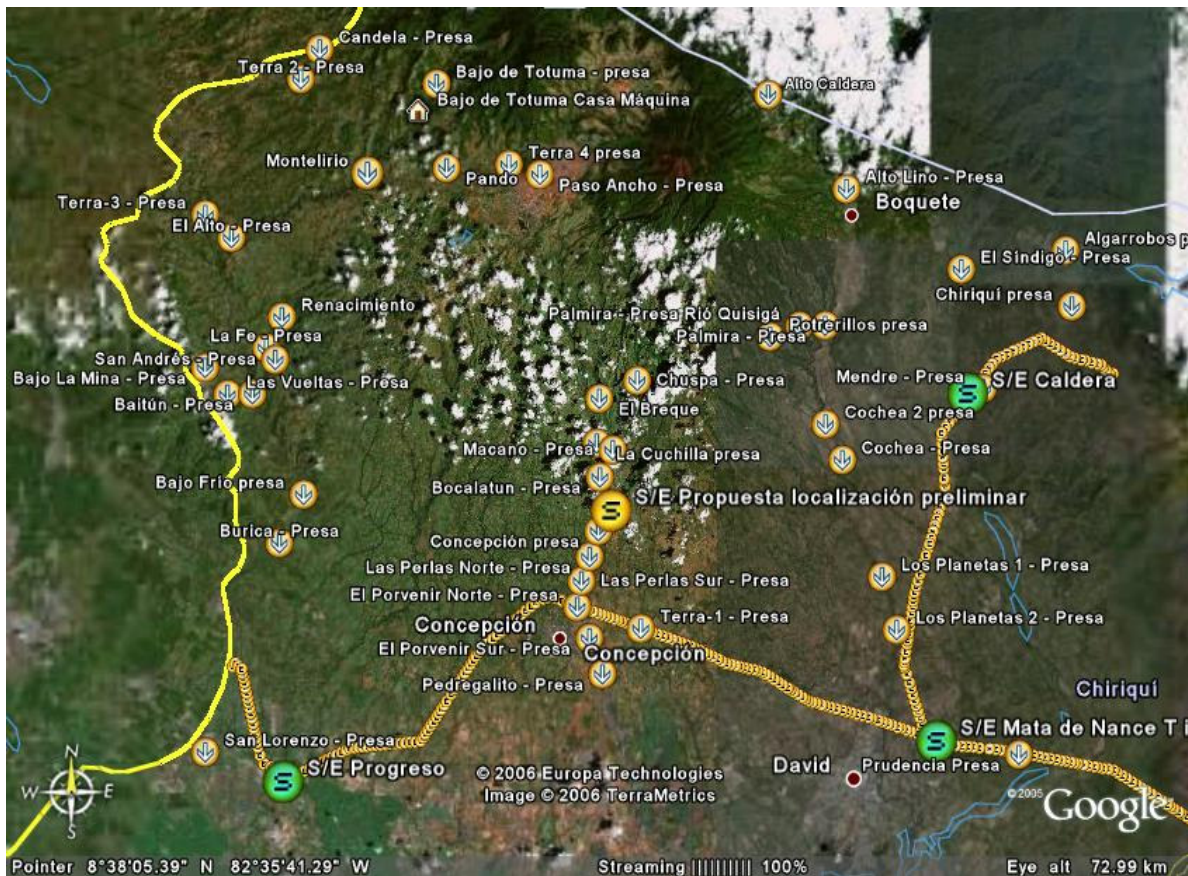 Candela - Presa
Terra 2 - Presa
Bajo de Totuma - presa
Alto Caldera
Bajo de Totuma Casa Máquina
Terra 4 presa
Montelirio
Pando
Paso Ancho - Presa
Alto Lino - Presa
Boquete
Terra-3 - Presa
El Alto - Presa
Algarrobos p
El Síndigo - Presa
Chiriquí presa
Renacimiento
Palmira - Presa Rió Quisigá
Potrerillos presa
La Fe - Presa
Palmira - Presa
San Andrés - Presa
Bajo La Mina - Presa
Las Vueltas - Presa
Chuspa - Presa
Mendre - Presa
S/E Caldera
Baitún - Presa
El Breque
Cochea 2 presa
Macano - Presa
La Cuchilla presa
Cochea - Presa
Bajo Frío presa
Bocalatun - Presa
S/E Propuesta localización preliminar
Burica - Presa
Concepción presa
Las Perlas Norte - Presa
Los Planetas 1 - Presa
Las Perlas Sur - Presa
El Porvenir Norte - Presa
Terra-1 - Presa
Los Planetas 2 - Presa
Concepción
El Porvenir Sur - Presa
Concepción
Pedregalito - Presa
Chiriquí
S/E Mata de Nance T i
San Lorenzo - Presa
S/E Progreso
David
Prudencia Presa
N
W E
S
© 2006 Europa Technologies
Image © 2006 TerraMetrics
©2005 Google
Pointer 8°38'05.39" N 82°35'41.29" W Streaming |||||||||| 100% Eye alt 72.99 km